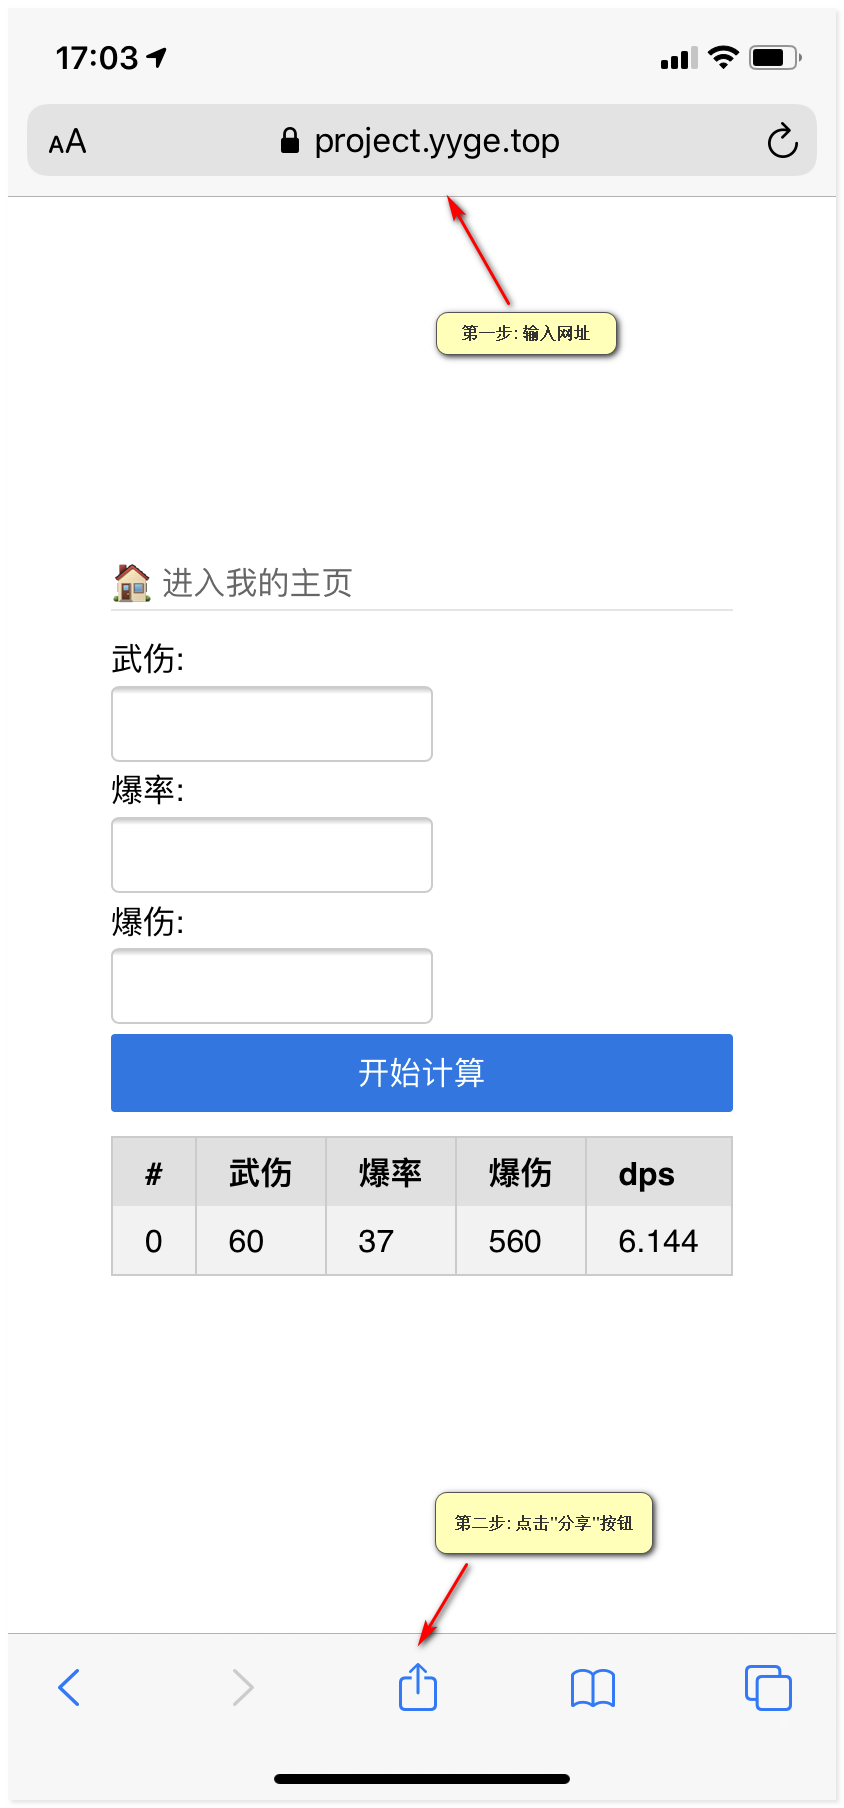 17:03
AA project.yyge.top
第一步: 输入网址
进入我的主页
武伤:
爆率:
爆伤:
开始计算
# 武伤 爆率 爆伤 dps
0 60 37 560 6.144
第二步: 点击"分享"按钮